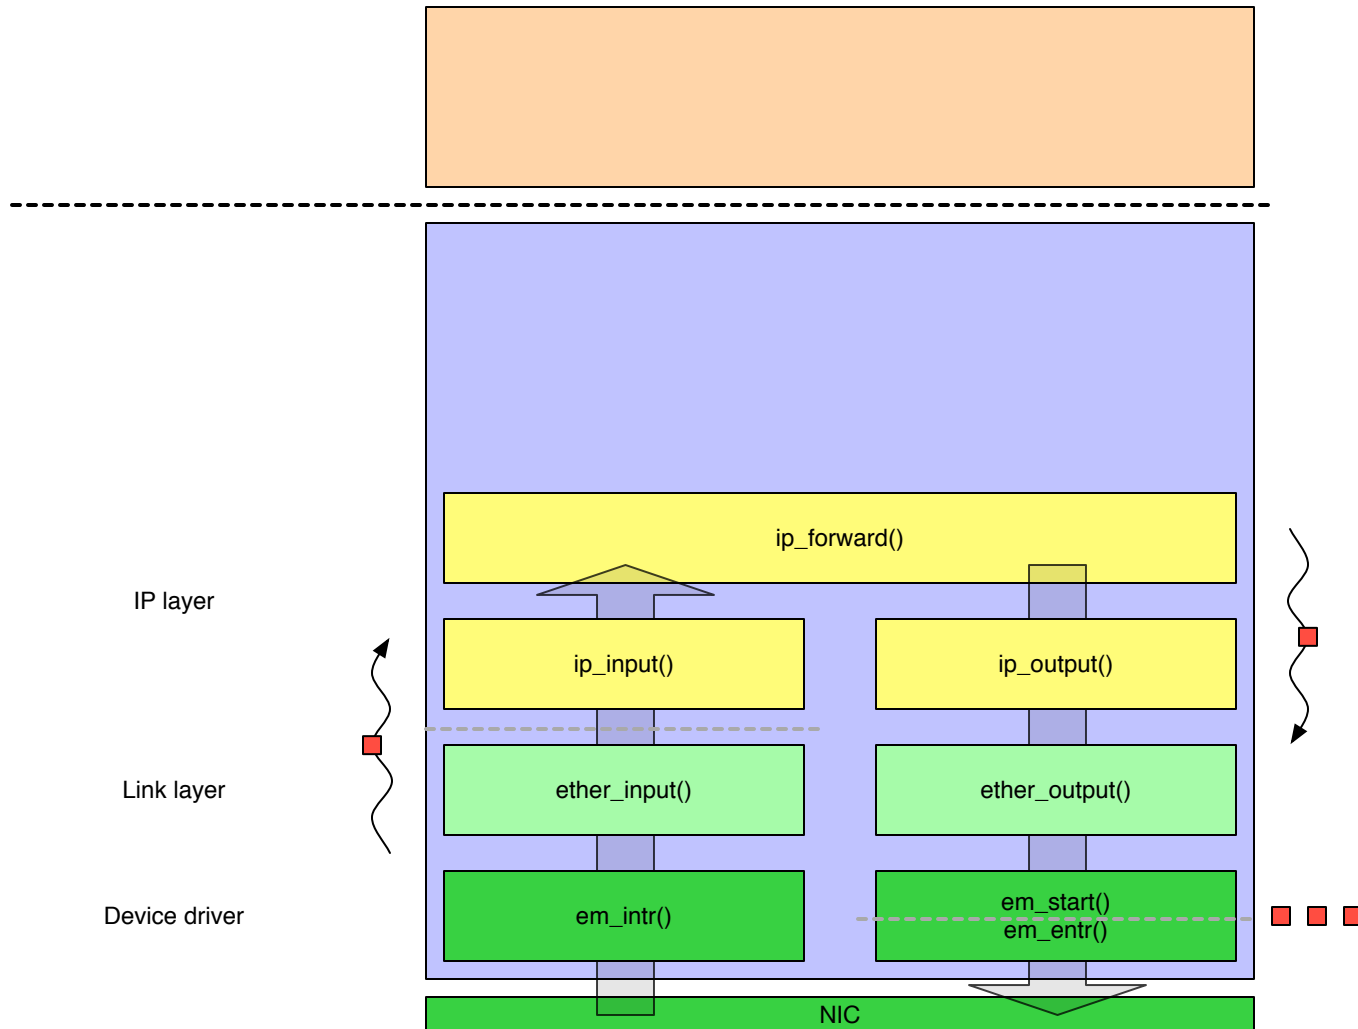 ip_forward()
IP layer
ip_input()
ip_output()
Link layer
ether_input()
ether_output()
Device driver
em_intr()
em_start()
em_entr()
NIC